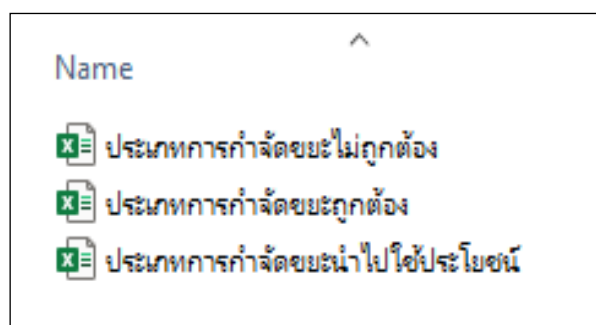 Name
ประเภทการกำจัดขยะไม่ถูกต้อง
ประเภทการกำจัดขยะถูกต้อง
ประเภทการกำจัดขยะนำไปใช้ประโยชน์